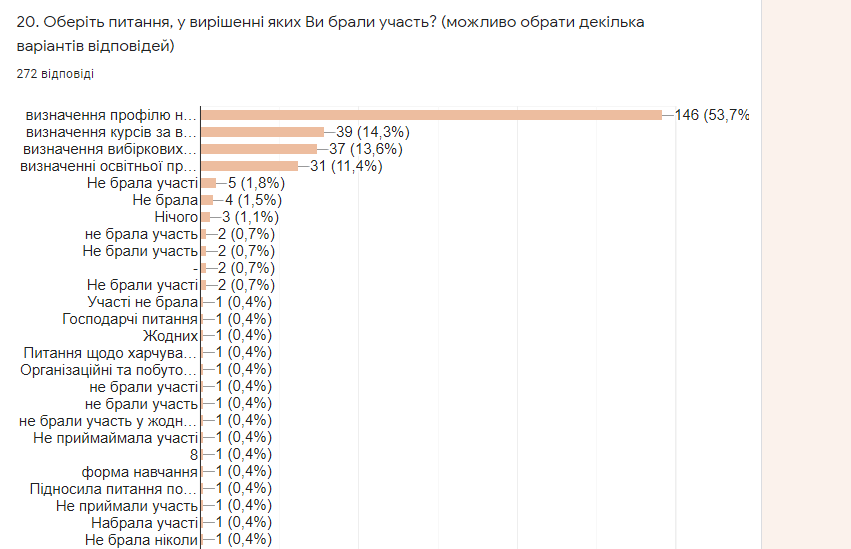 20. Оберіть питання, у вирішенні яких Ви брали участь? (можливо обрати декілька
варіантів відповідей)
272 відповіді
визначення профілю н... 146 (53,7%
визначення курсів за в... 39 (14,3%)
визначення вибіркових... 37 (13,6%)
визначенні освітньої пр... 31 (11,4%)
Не брала участі 5 (1,8%)
Не брала 4 (1,5%)
Нічого 3 (1,1%)
не брала участь 2 (0,7%)
Не брали участь 2 (0,7%)
- 2 (0,7%)
Не брали участі 2 (0,7%)
Участі не брала 1 (0,4%)
Господарчі питання 1 (0,4%)
Жодних 1 (0,4%)
Питання щодо харчува... 1 (0,4%)
Організаційні та побуто... 1 (0,4%)
не брали участі 1 (0,4%)
не брали участь 1 (0,4%)
не брали участь у жодн... 1 (0,4%)
Не приймаймала участі 1 (0,4%)
8 1 (0,4%)
форма навчання 1 (0,4%)
Підносила питання по... 1 (0,4%)
Не приймали участь 1 (0,4%)
Набрала участі 1 (0,4%)
Не брала ніколи 1 (0,4%)